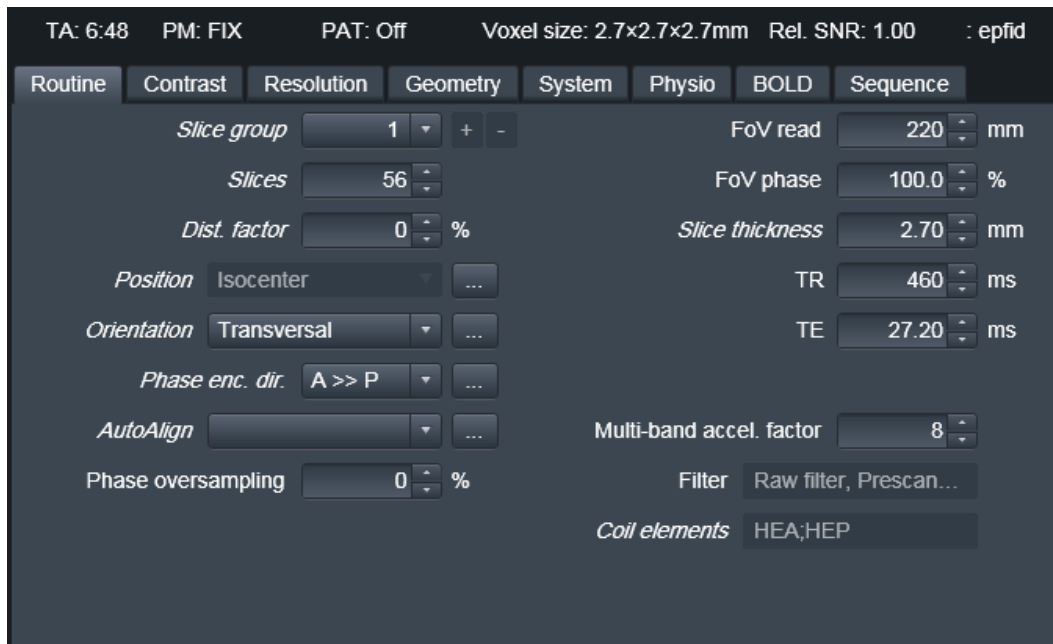 TA: 6:48 PM: FIX PAT: Off Voxel size: 2.7×2.7×2.7mm Rel. SNR: 1.00 : epfid
Routine Contrast Resolution Geometry System Physio BOLD Sequence
Slice group 1 + - FoV read 220 mm
Slices 56 FoV phase 100.0 %
Dist. factor 0 % Slice thickness 2.70 mm
Position Isocenter ... TR 460 ms
Orientation Transversal ... TE 27.20 ms
Phase enc. dir. A >> P ...
AutoAlign ... Multi-band accel. factor 8
Phase oversampling 0 % Filter Raw filter, Prescan...
Coil elements HEA;HEP